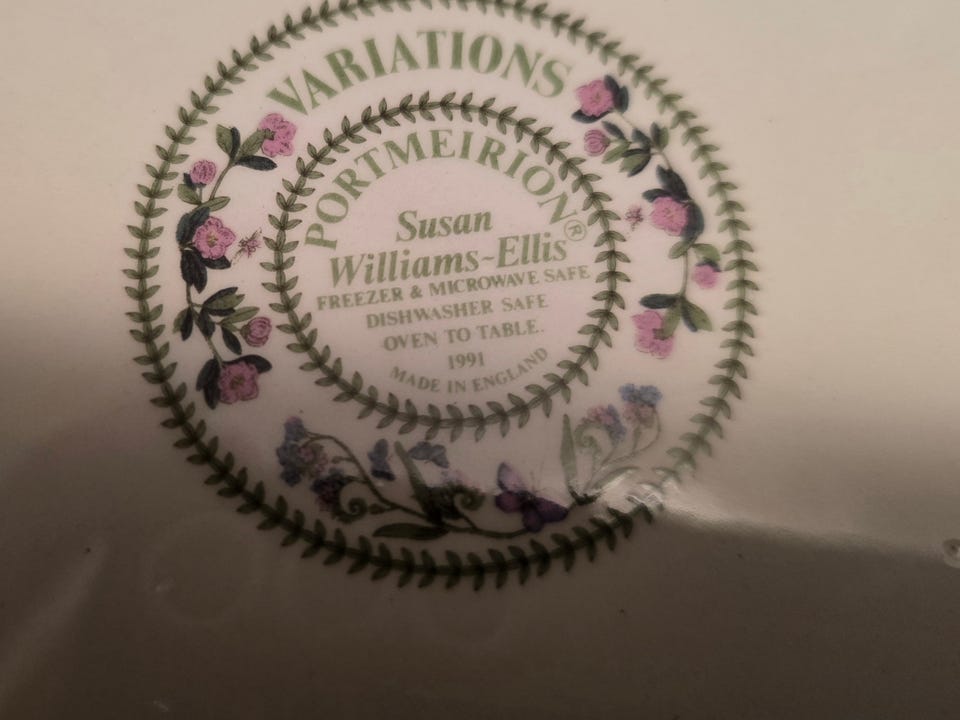 VARIATIONS
PORTMEIRION®
Susan
Williams~Ellis
FREEZER & MICROWAVE SAFE
DISHWASHER SAFE
OVEN TO TABLE.
1991
MADE IN ENGLAND